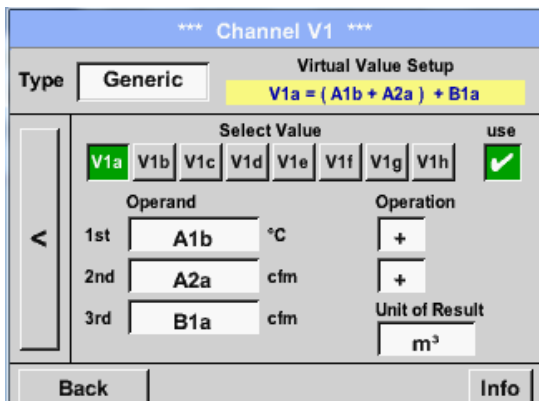 *** Channel V1 ***
Type Generic
Virtual Value Setup
V1a = ( A1b + A2a ) + B1a
Select Value use
V1a V1b V1c V1d V1e V1f V1g V1h ✔
Operand Operation
< 1st A1b °C +
2nd A2a cfm +
3rd B1a cfm
Unit of Result
m³
Back Info